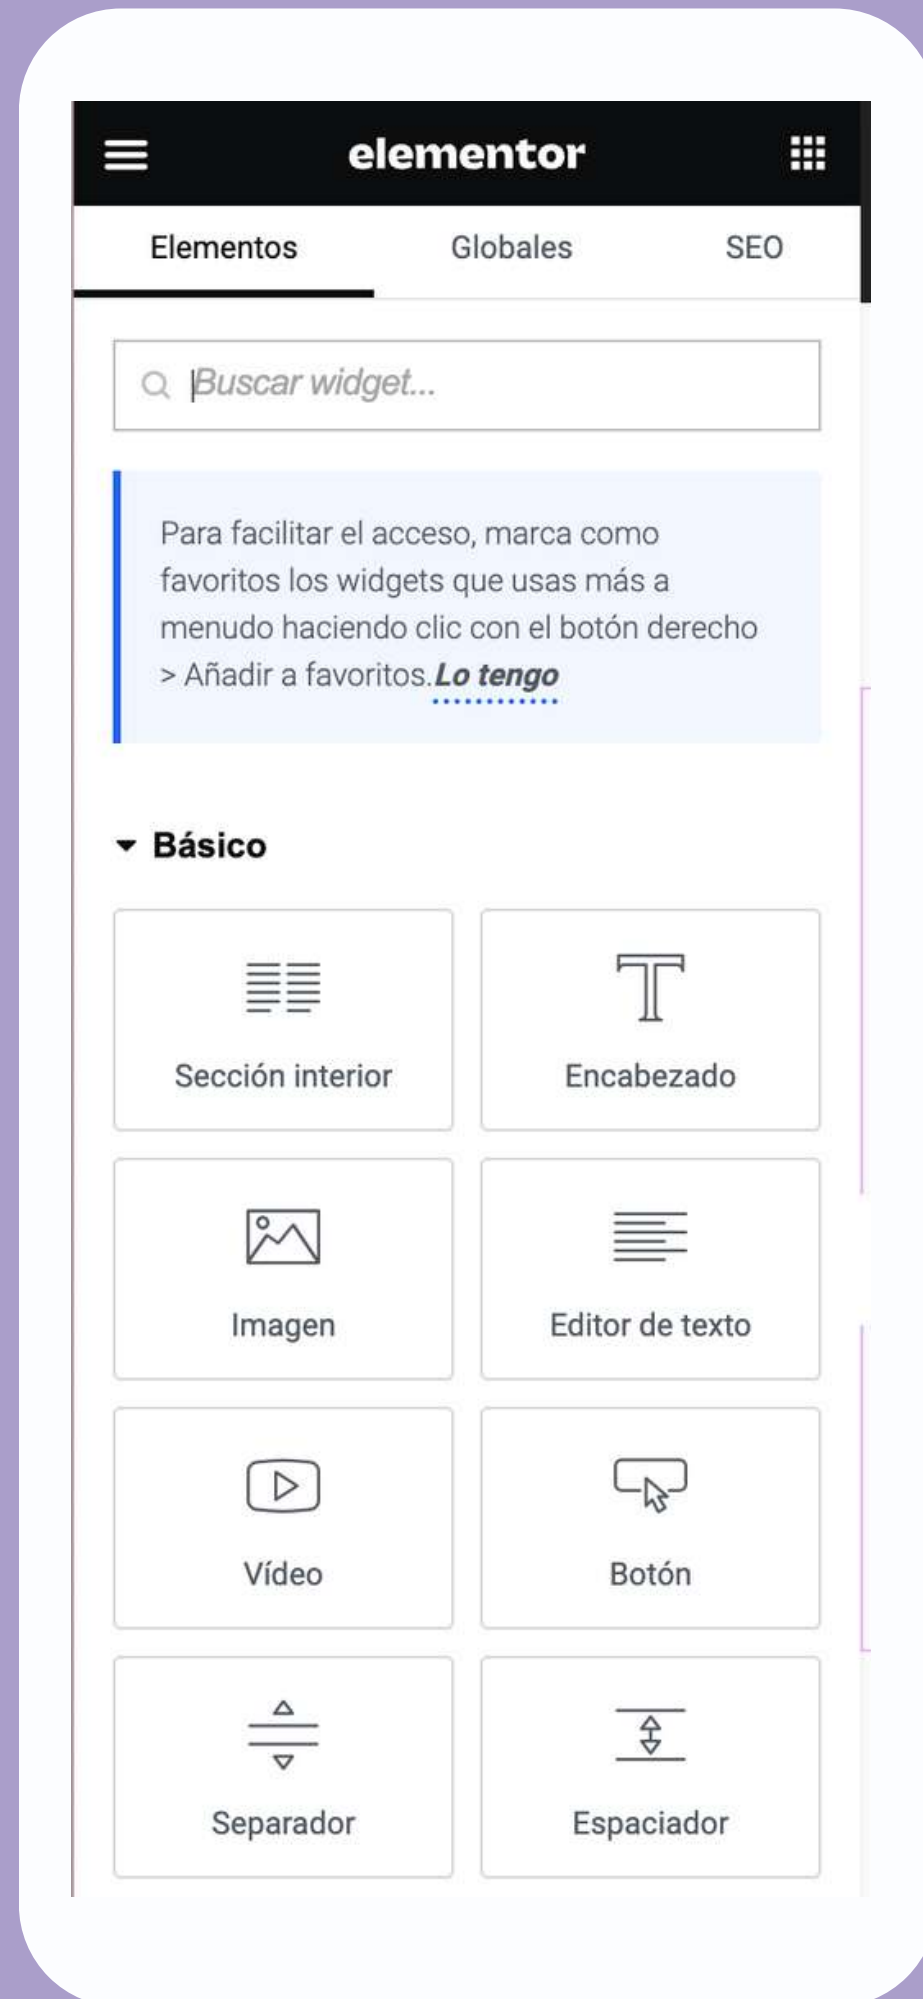 elementor
Elementos Globales SEO
Buscar widget...
Para facilitar el acceso, marca como
favoritos los widgets que usas más a
menudo haciendo clic con el botón derecho
> Añadir a favoritos. Lo tengo
Básico
Sección interior Encabezado
Imagen Editor de texto
Vídeo Botón
Separador Espaciador